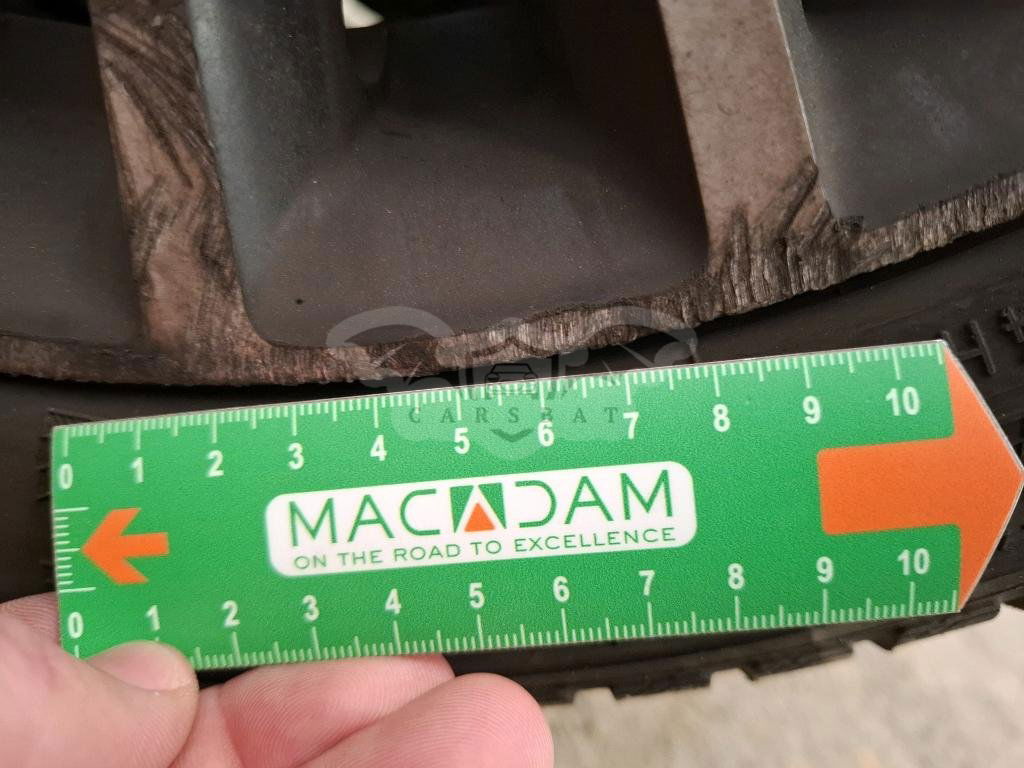 CARSBAT
0 1 2 3 4 5 6 7 8 9 10
MACADAM
ON THE ROAD TO EXCELLENCE
0 1 2 3 4 5 6 7 8 9 10